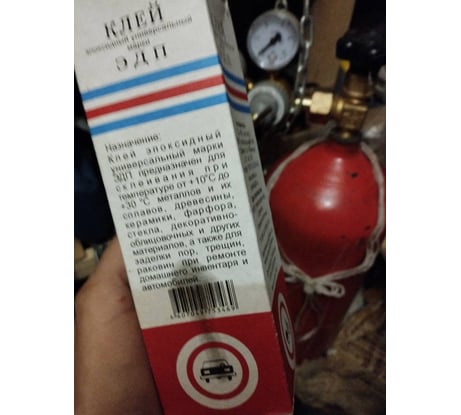 КЛЕЙ
эпоксидный универсальный
марки
ЭДП
Назначение:
Клей эпоксидный
универсальный марки
ЭДП предназначен для
склеивания при
температуре от +10°С до
+30 °С металлов и их
сплавов, древесины,
керамики, фарфора,
стекла, декоративно-
облицовочных и других
материалов, а также для
заделки пор, трещин,
раковин при ремонте
домашнего инвентаря и
автомобилей.